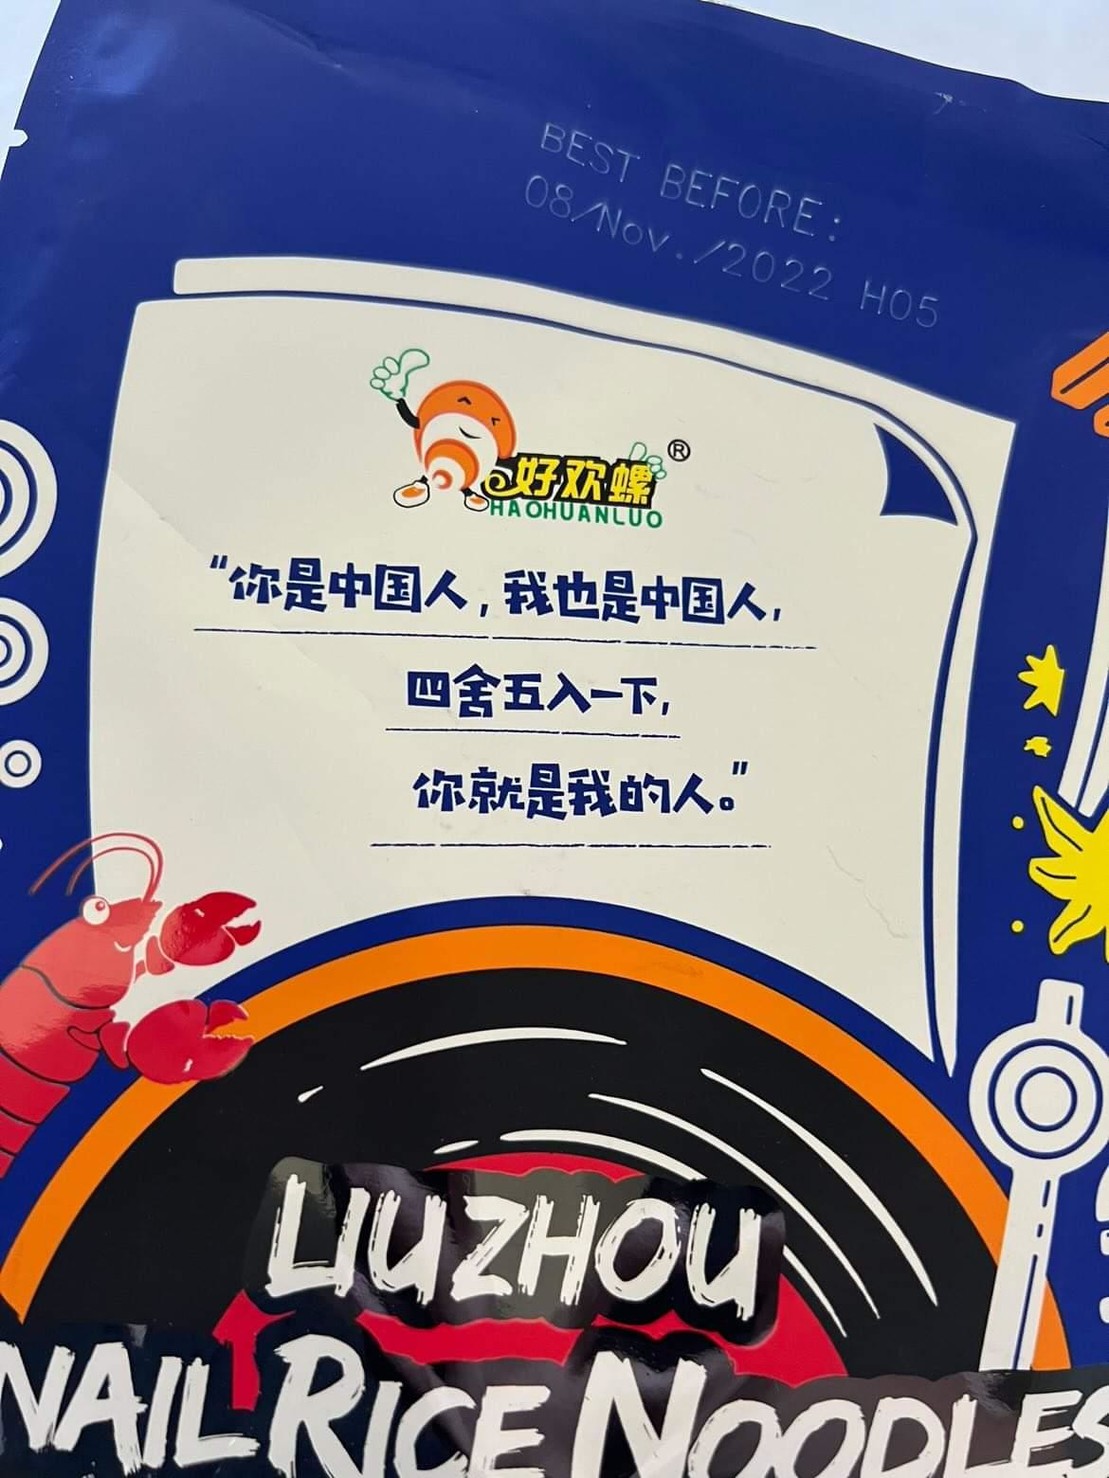 BEST BEFORE:
08/Nov./2022 H05
好欢螺®
HAOHUANLUO
“你是中国人，我也是中国人，
四舍五入一下，
你就是我的人。”
LIUZHOU
NAIL RICE NOODLES